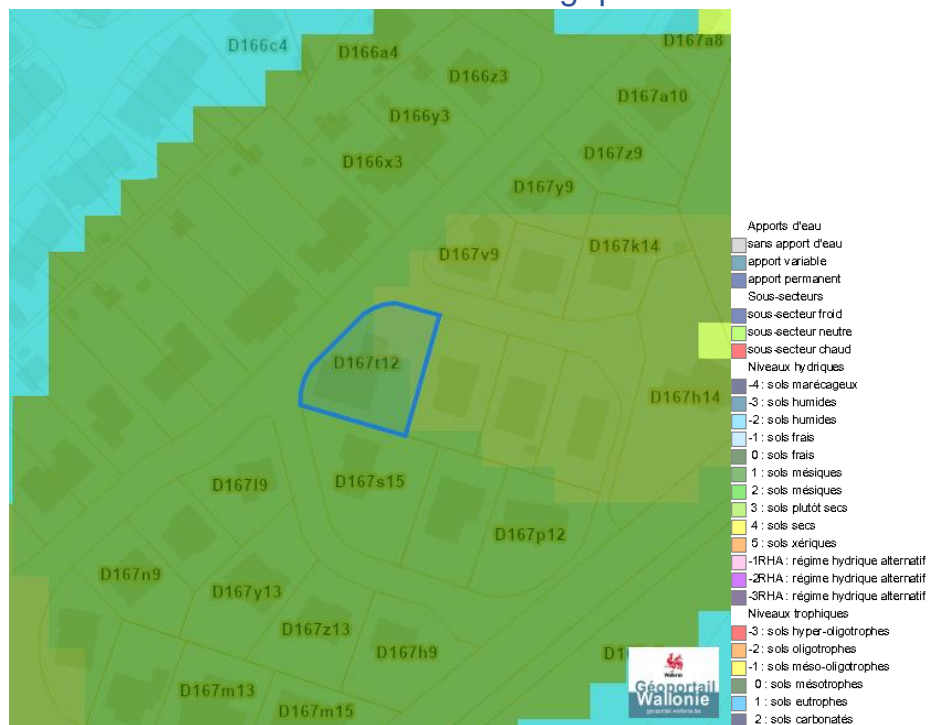 D166c4
D166a4
D167a8
D166z3
D167a10
D166y3
D166x3
D167z9
D167y9
D167v9
D167k14
D167t12
D167h14
D167l9
D167s15
D167p12
D167n9
D167y13
D167z13
D167h9
D167m13
D167m15
Wallonie
Géoportail
Wallonie
geoportail.wallonie.be
Apports d'eau
sans apport d'eau
apport variable
apport permanent
Sous-secteurs
sous-secteur froid
sous-secteur neutre
sous-secteur chaud
Niveaux hydriques
-4 : sols marécageux
-3 : sols humides
-2 : sols humides
-1 : sols frais
0 : sols frais
1 : sols mésiques
2 : sols mésiques
3 : sols plutôt secs
4 : sols secs
5 : sols xériques
-1RHA : régime hydrique alternatif
-2RHA : régime hydrique alternatif
-3RHA : régime hydrique alternatif
Niveaux trophiques
-3 : sols hyper-oligotrophes
-2 : sols oligotrophes
-1 : sols méso-oligotrophes
0 : sols mésotrophes
1 : sols eutrophes
2 : sols carbonatés